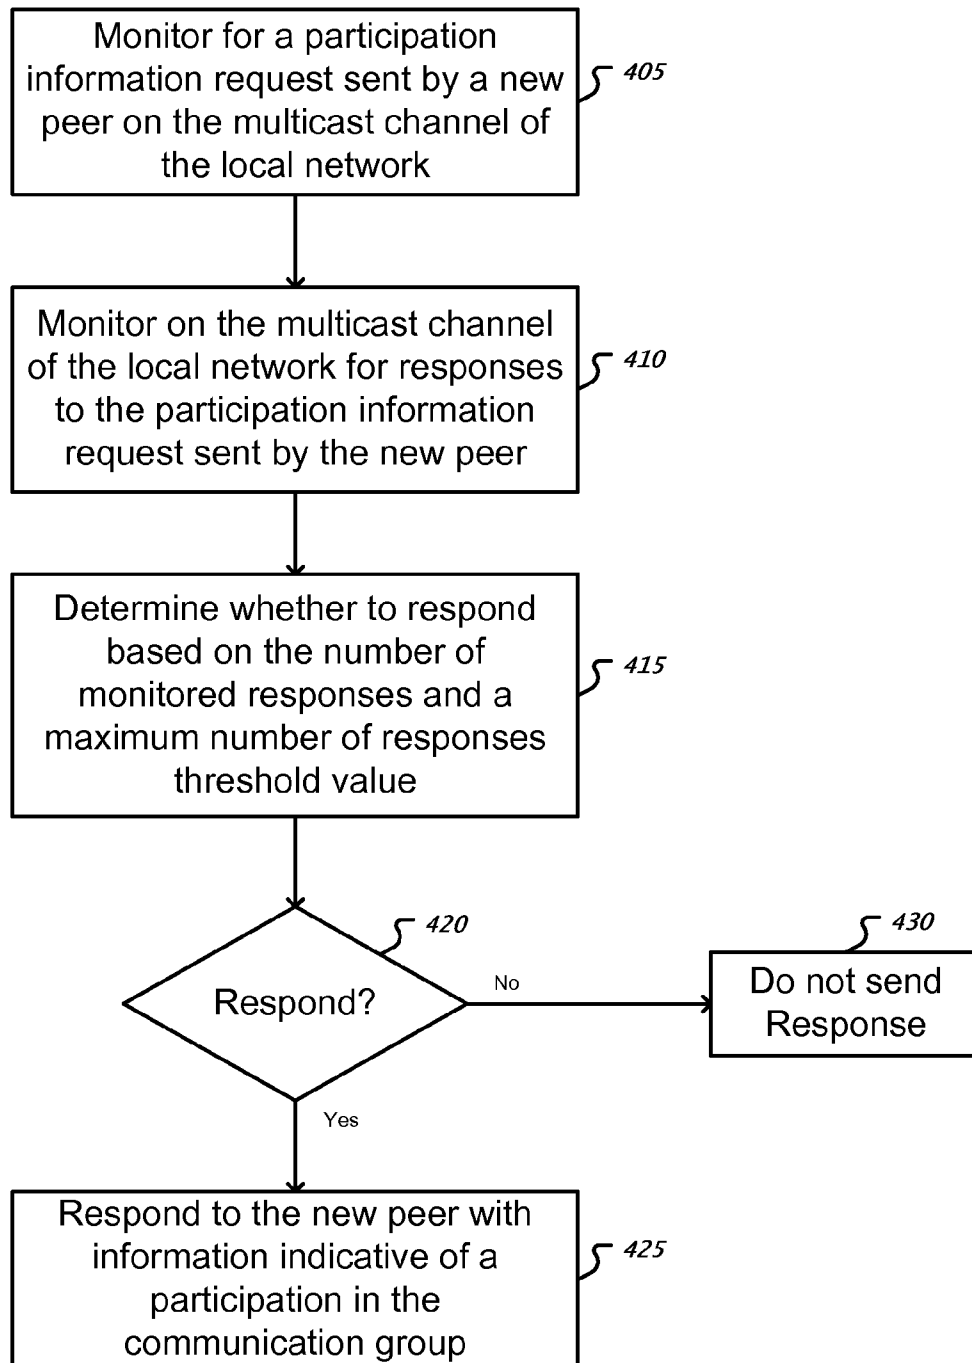 Monitor for a participation
information request sent by a new
peer on the multicast channel of
the local network
405
Monitor on the multicast channel
of the local network for responses
to the participation information
request sent by the new peer
410
Determine whether to respond
based on the number of
monitored responses and a
maximum number of responses
threshold value
415
420
Respond?
No
430
Do not send
Response
Yes
Respond to the new peer with
information indicative of a
participation in the
communication group
425